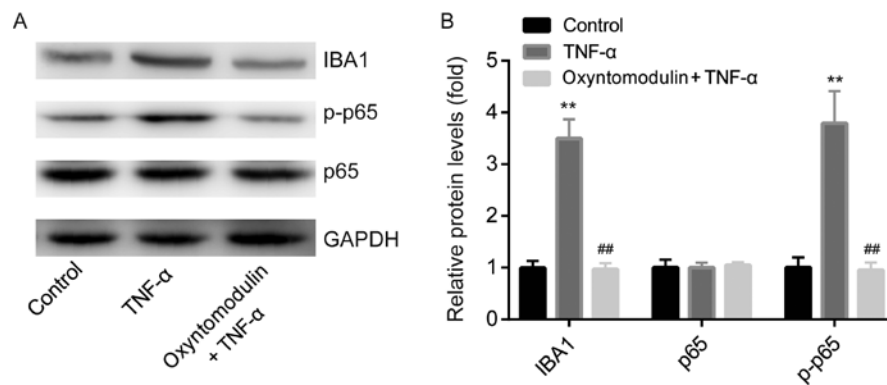 A
IBA1
p-p65
p65
GAPDH
Control
TNF-α
Oxyntomodulin
+ TNF-α
B
Control
TNF-α
Oxyntomodulin + TNF-α
Relative protein levels (fold)
5
4
3
2
1
0
**
##
**
##
IBA1
p65
p-p65